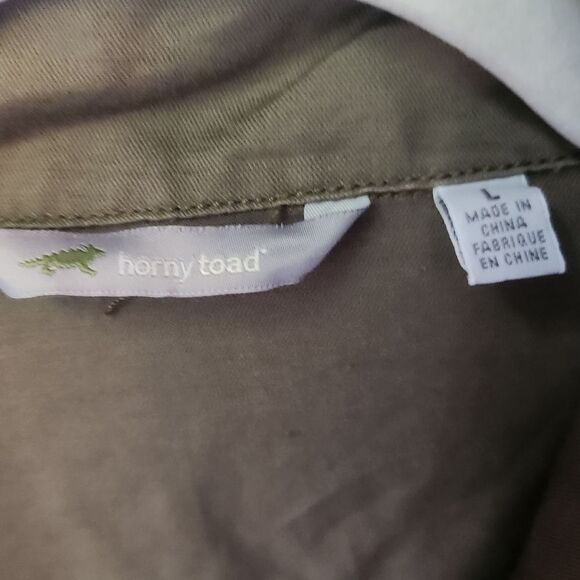 horny toad
L
MADE IN
CHINA
FABRIQUE
EN CHINE